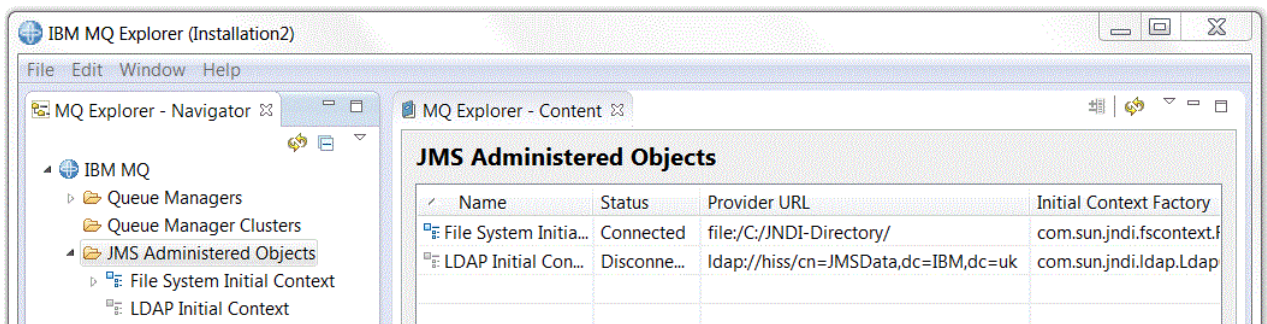 IBM MQ Explorer (Installation2)
File Edit Window Help
MQ Explorer - Navigator
IBM MQ
Queue Managers
Queue Manager Clusters
JMS Administered Objects
File System Initial Context
LDAP Initial Context
MQ Explorer - Content
JMS Administered Objects
Name Status Provider URL Initial Context Factory
File System Initia... Connected file:/C:/JNDI-Directory/ com.sun.jndi.fscontext.F
LDAP Initial Con... Disconne... ldap://hiss/cn=JMSData,dc=IBM,dc=uk com.sun.jndi.ldap.Ldap